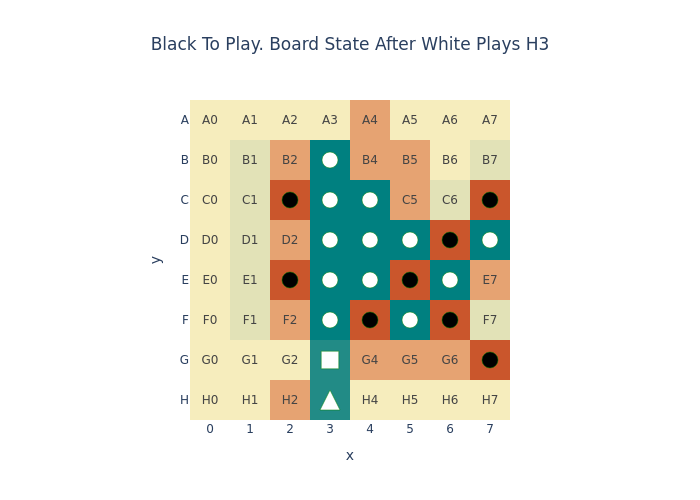 Black To Play. Board State After White Plays H3
A A0 A1 A2 A3 A4 A5 A6 A7
B B0 B1 B2 B4 B5 B6 B7
C C0 C1 C5 C6
D D0 D1 D2
E E0 E1 E7
F F0 F1 F2 F7
G G0 G1 G2 G4 G5 G6
H H0 H1 H2 H4 H5 H6 H7
0 1 2 3 4 5 6 7
x
y